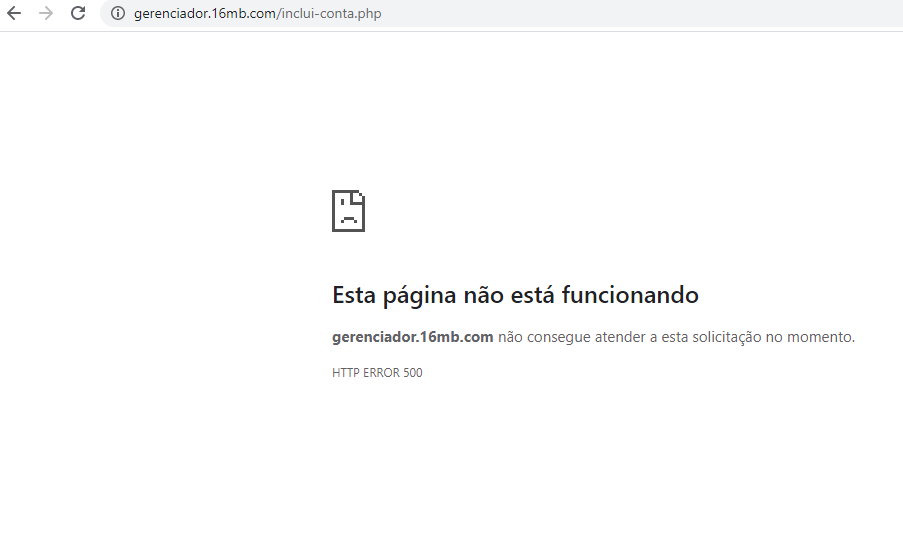 gerenciador.16mb.com/inclui-conta.php
Esta página não está funcionando
gerenciador.16mb.com não consegue atender a esta solicitação no momento.
HTTP ERROR 500